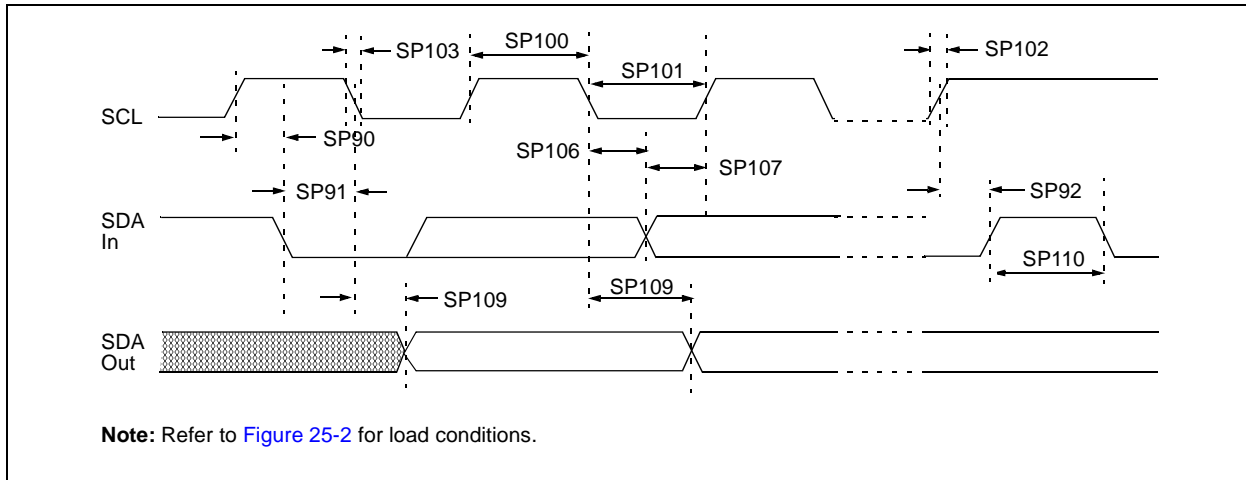 SP103
SP100
SP102
SP101
SCL
SP90
SP106
SP107
SP91
SP92
SDA
In
SP110
SP109
SP109
SDA
Out
Note: Refer to Figure 25-2 for load conditions.